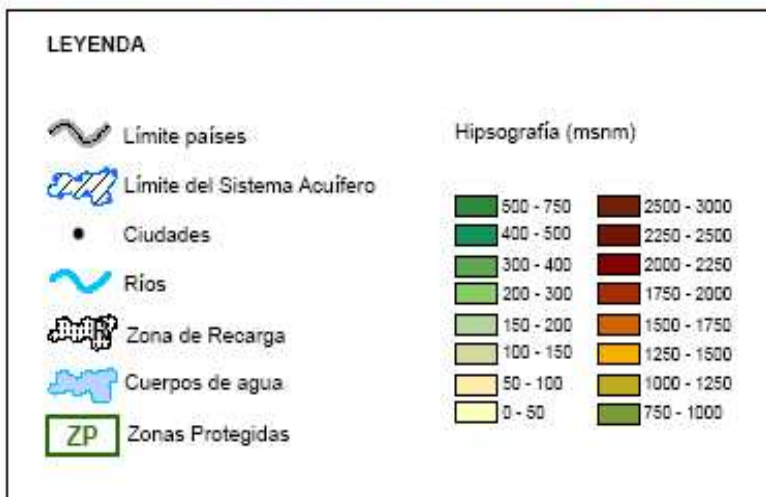 LEYENDA
Límite países
Límite del Sistema Acuífero
Ciudades
Ríos
Zona de Recarga
Cuerpos de agua
ZP Zonas Protegidas
Hipsografía (msnm)
500 - 750
400 - 500
300 - 400
200 - 300
150 - 200
100 - 150
50 - 100
0 - 50
2500 - 3000
2250 - 2500
2000 - 2250
1750 - 2000
1500 - 1750
1250 - 1500
1000 - 1250
750 - 1000